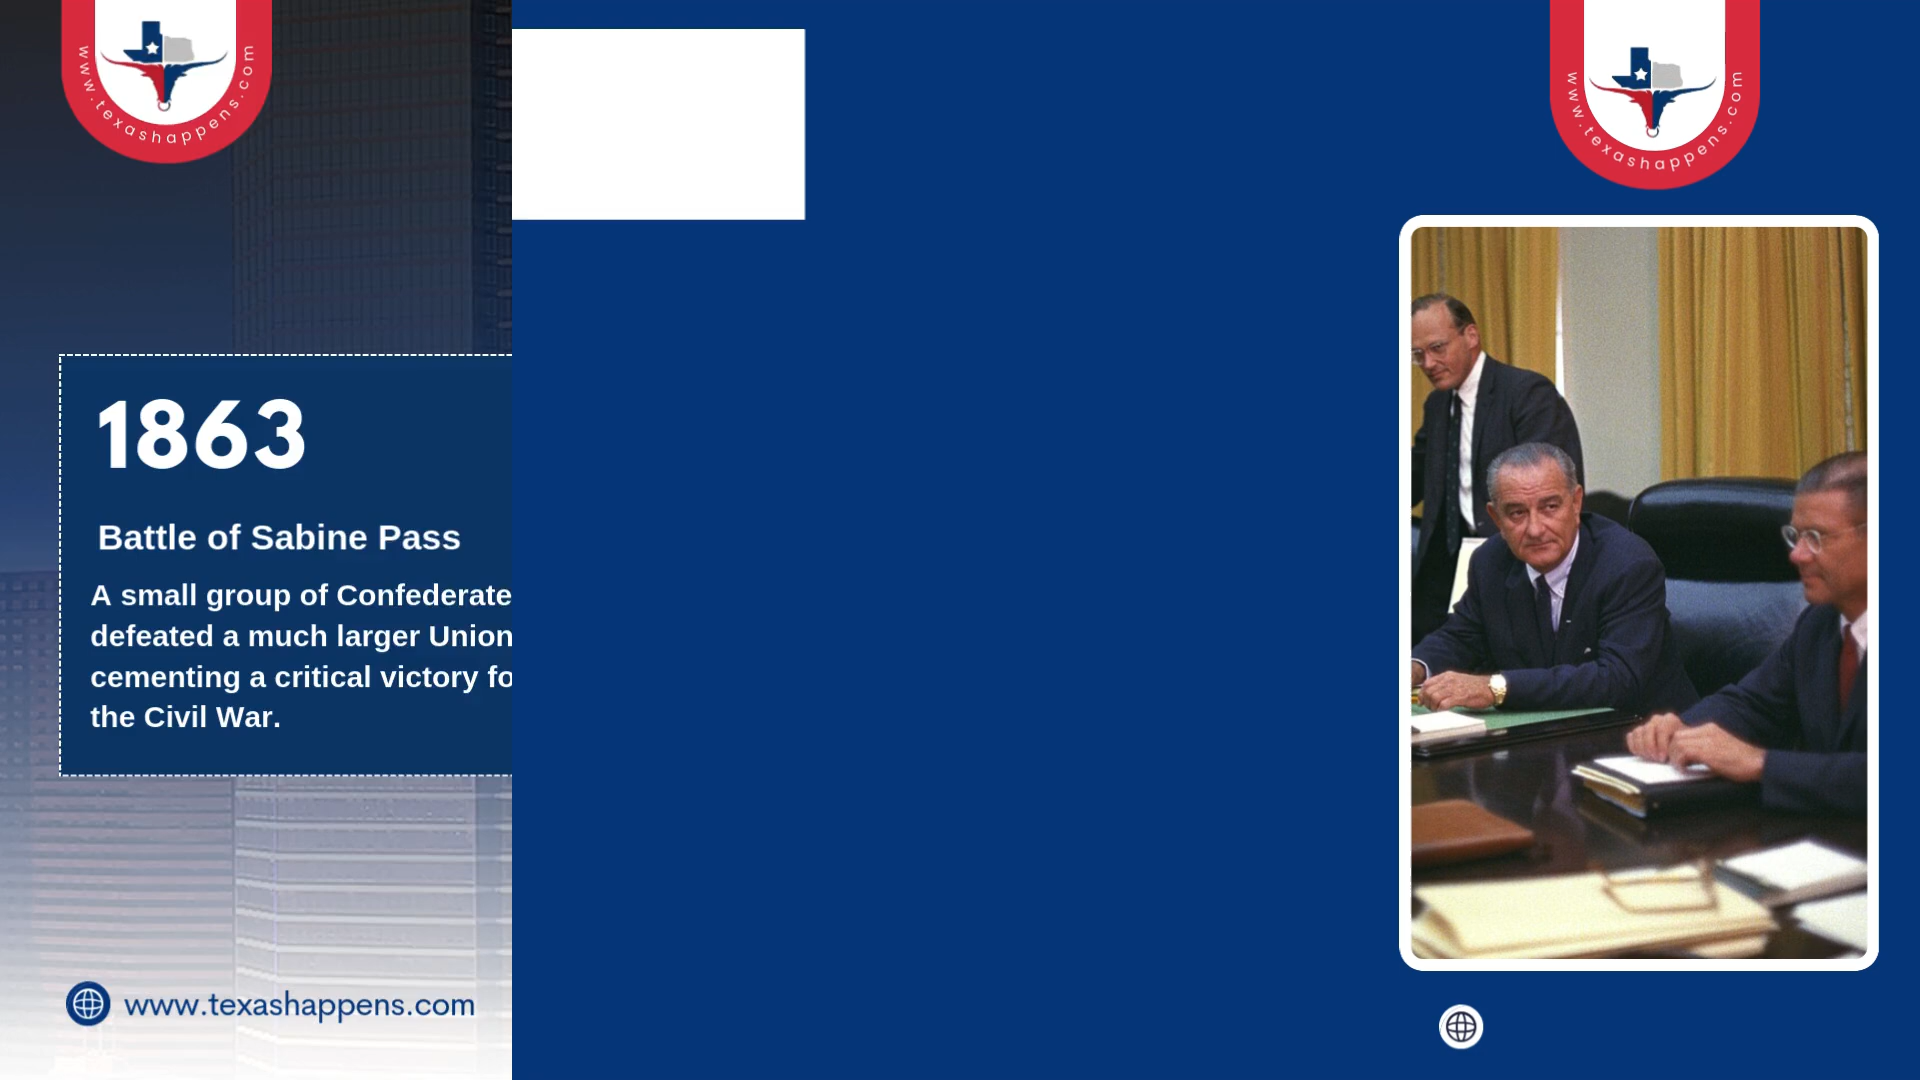 www.texashappens.com
www.texashappens.com
1863
Battle of Sabine Pass
A small group of Confederate
defeated a much larger Union
cementing a critical victory fo
the Civil War.
www.texashappens.com